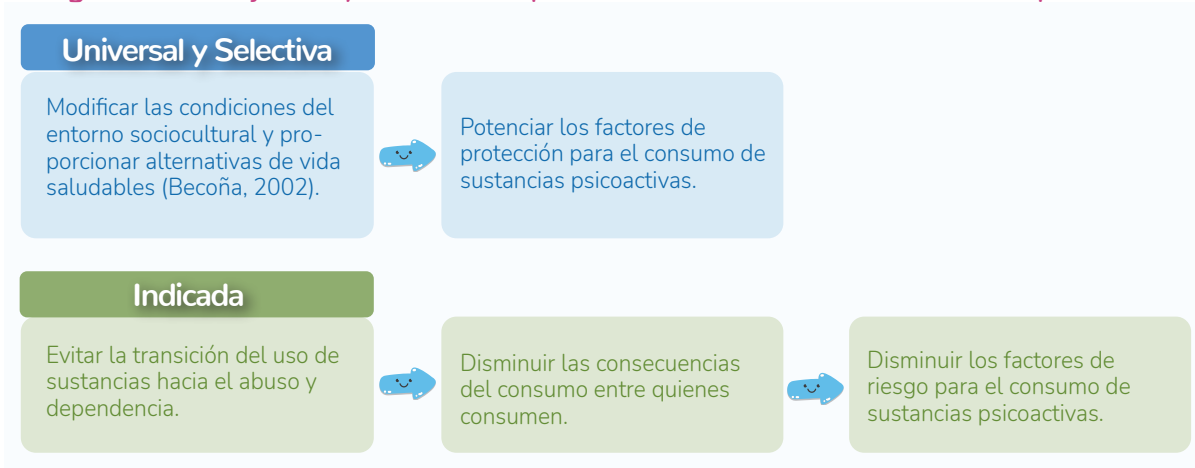 Universal y Selectiva
Modificar las condiciones del
entorno sociocultural y pro-
porcionar alternativas de vida
saludables (Becoña, 2002).
Potenciar los factores de
protección para el consumo de
sustancias psicoactivas.
Indicada
Evitar la transición del uso de
sustancias hacia el abuso y
dependencia.
Disminuir las consecuencias
del consumo entre quienes
consumen.
Disminuir los factores de
riesgo para el consumo de
sustancias psicoactivas.